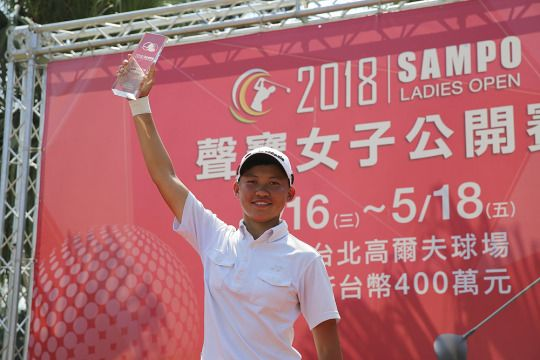 2018 SAMPO
LADIES OPEN
聲寶女子公開賽
16(三)~5/18(五)
台北高爾夫球場
台幣400萬元